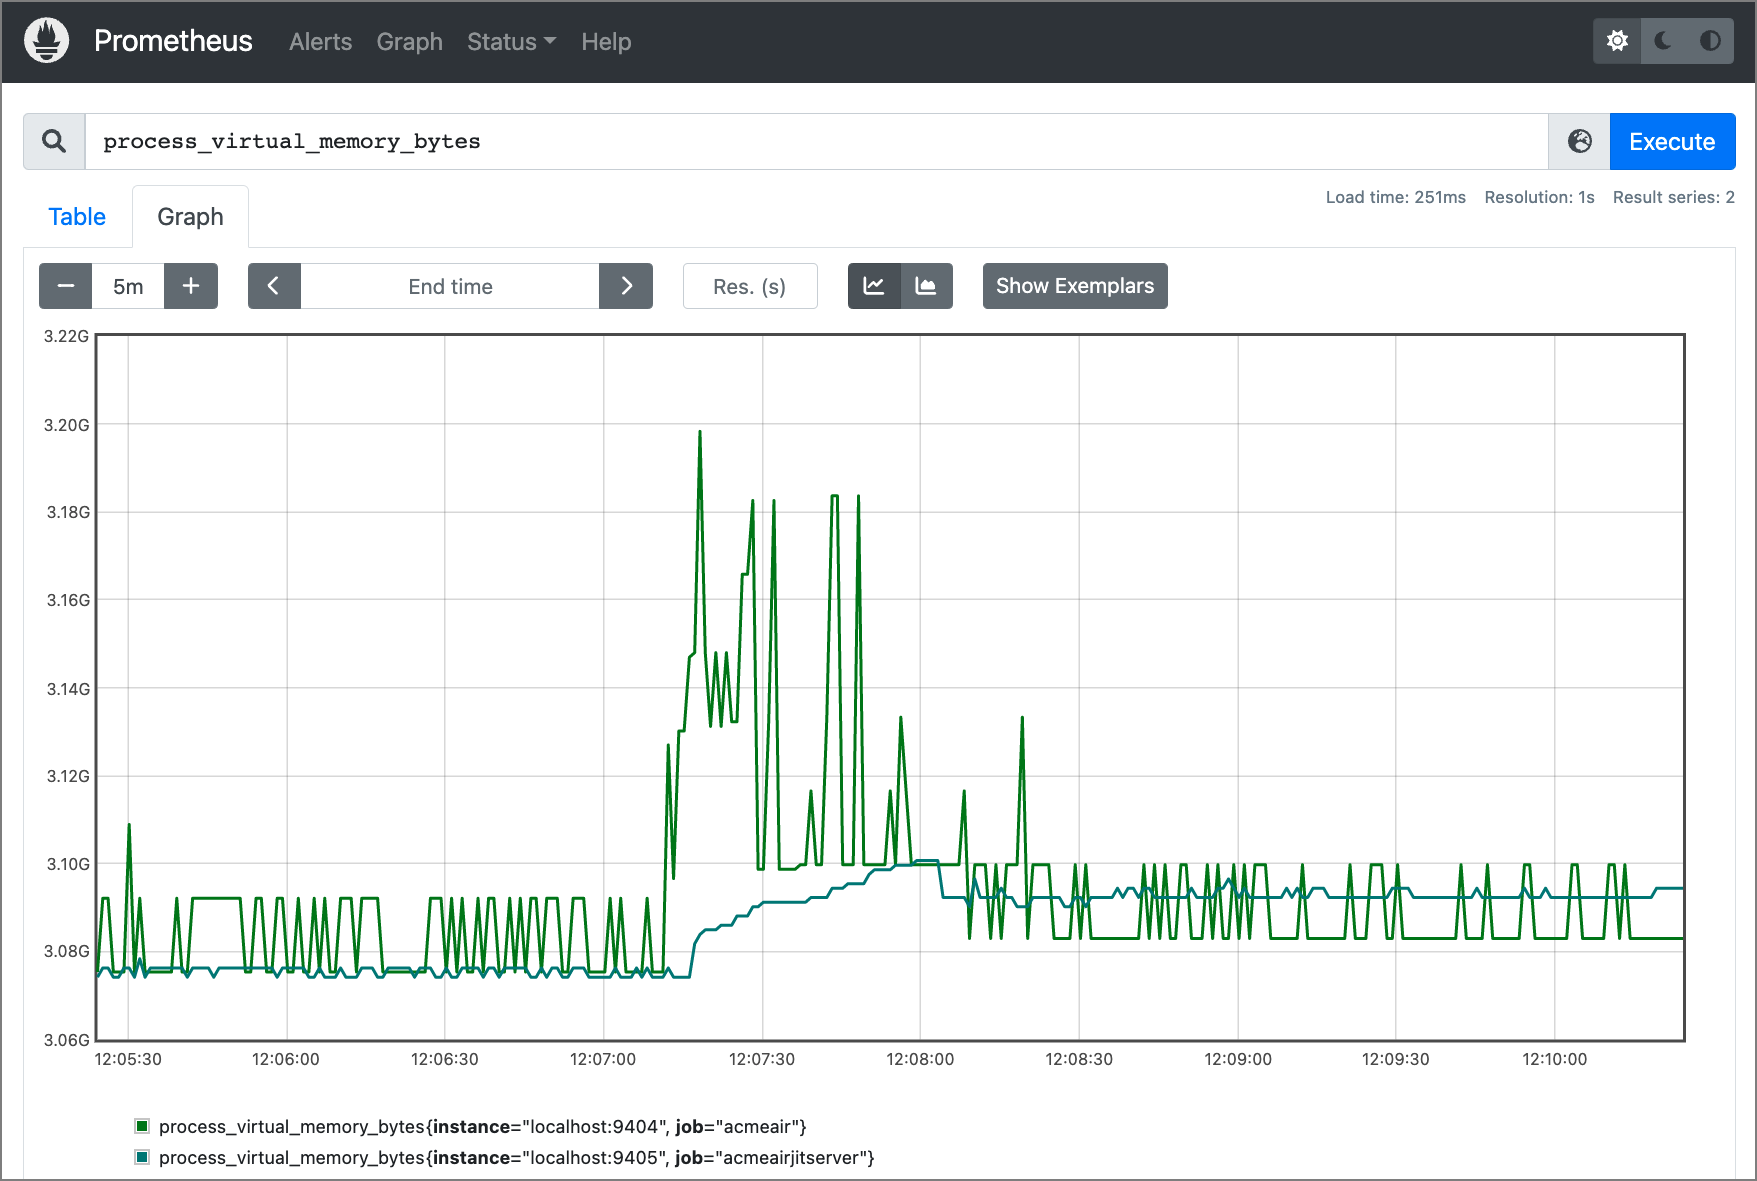 Prometheus Alerts Graph Status Help
process_virtual_memory_bytes Execute
Load time: 251ms Resolution: 1s Result series: 2
Table Graph
5m End time Res. (s) Show Exemplars
3.22G
3.20G
3.18G
3.16G
3.14G
3.12G
3.10G
3.08G
3.06G
12:05:30 12:06:00 12:06:30 12:07:00 12:07:30 12:08:00 12:08:30 12:09:00 12:09:30 12:10:00
process_virtual_memory_bytes{instance="localhost:9404", job="acmeair"}
process_virtual_memory_bytes{instance="localhost:9405", job="acmeairjitserver"}